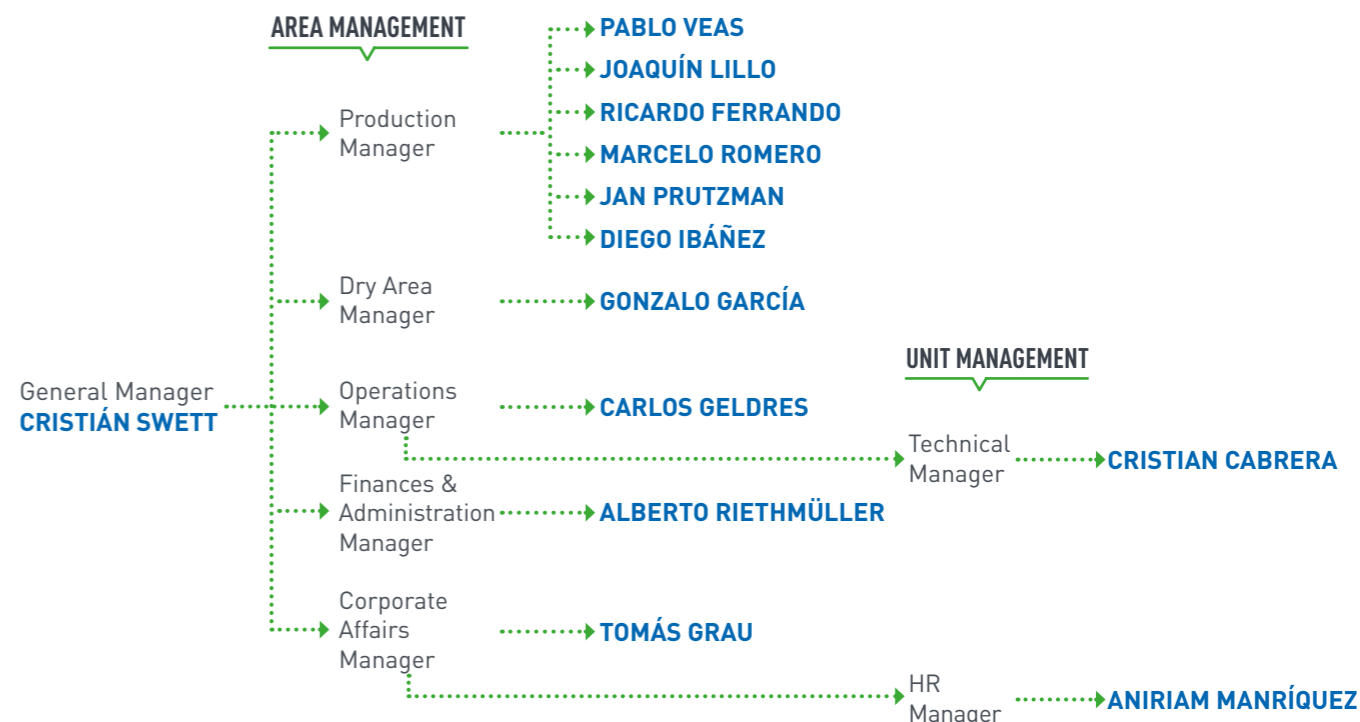 AREA MANAGEMENT
PABLO VEAS
JOAQUÍN LILLO
RICARDO FERRANDO
MARCELO ROMERO
JAN PRUTZMAN
DIEGO IBÁÑEZ
Production
Manager
Dry Area
Manager
GONZALO GARCÍA
UNIT MANAGEMENT
General Manager
CRISTIÁN SWETT
Operations
Manager
CARLOS GELDRES
Technical
Manager
CRISTIAN CABRERA
Finances &
Administration
Manager
ALBERTO RIETHMÜLLER
Corporate
Affairs
Manager
TOMÁS GRAU
HR
Manager
ANIRIAM MANRÍQUEZ